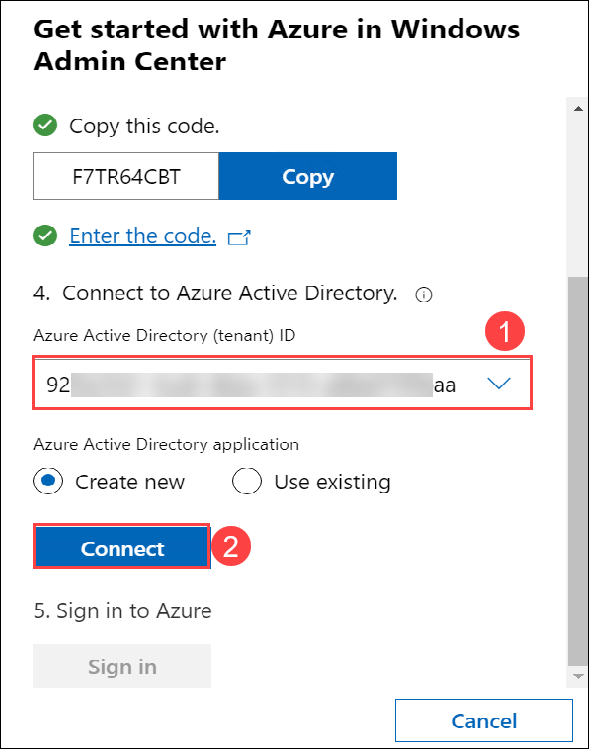 Get started with Azure in Windows
Admin Center
Copy this code.
F7TR64CBT
Copy
Enter the code.
4. Connect to Azure Active Directory.
Azure Active Directory (tenant) ID
1
92
aa
Azure Active Directory application
Create new
Use existing
Connect
2
5. Sign in to Azure
Sign in
Cancel